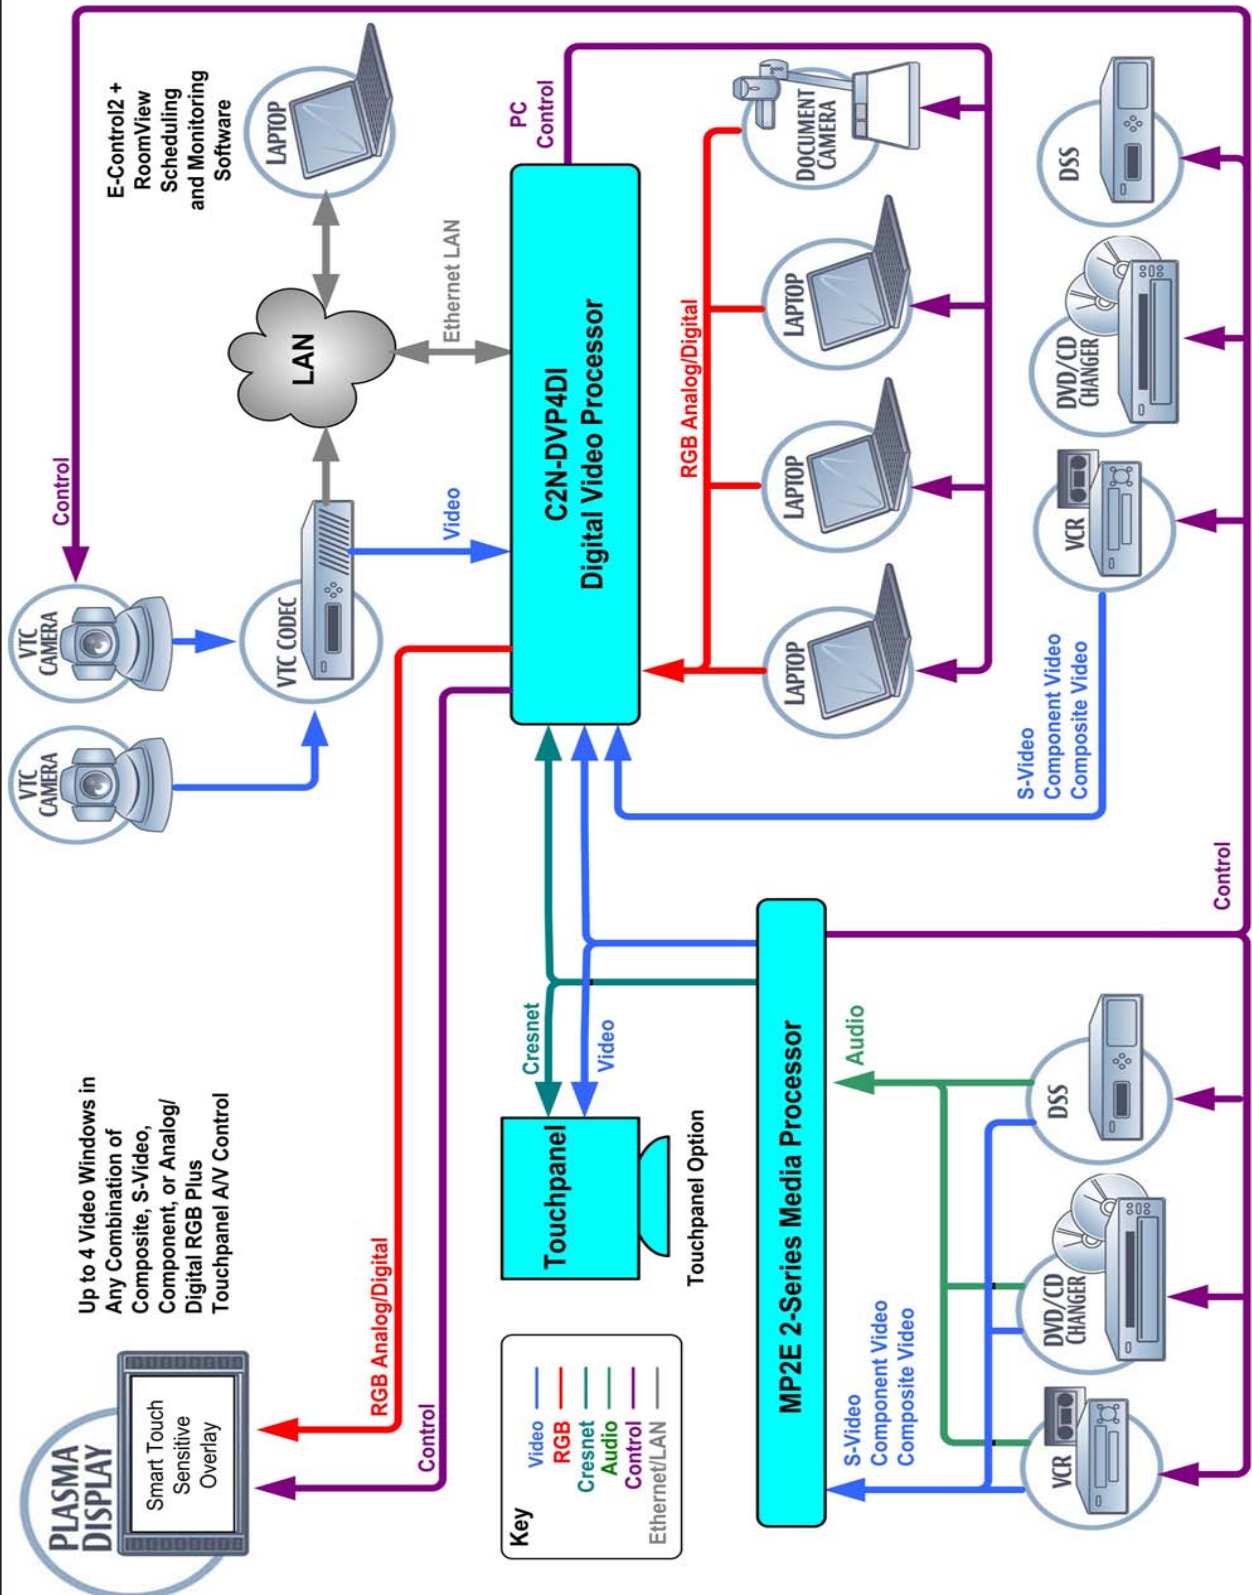 PLASMA
DISPLAY
Smart Touch
Sensitive
Overlay
Up to 4 Video Windows in
Any Combination of
Composite, S-Video,
Component, or Analog/
Digital RGB Plus
Touchpanel A/V Control
VTC
CAMERA
VTC
CAMERA
Control
E-Control2 +
RoomView
Scheduling
and Monitoring
Software
LAPTOP
VTC CODEC
LAN
RGB Analog/Digital
Control
Video
Ethernet LAN
PC
Control
Key
Video
RGB
Cresnet
Audio
Control
Ethernet/LAN
Touchpanel
Touchpanel Option
Cresnet
Video
C2N-DVP4DI
Digital Video Processor
RGB Analog/Digital
LAPTOP
LAPTOP
LAPTOP
DOCUMENT
CAMERA
MP2E 2-Series Media Processor
S-Video
Component Video
Composite Video
Audio
S-Video
Component Video
Composite Video
VCR
DVD/CD
CHANGER
DSS
VCR
DVD/CD
CHANGER
DSS
Control